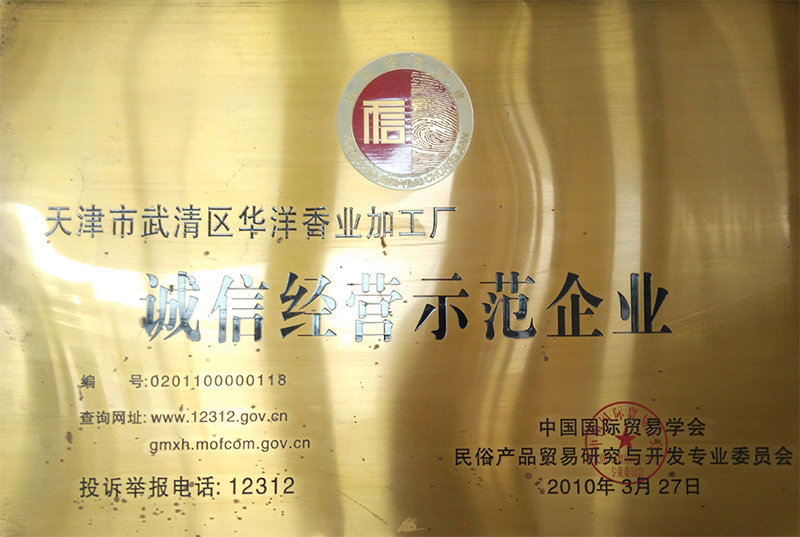 信
天津市武清区华洋香业加工厂
诚信经营示范企业
编 号:0201100000118
查询网址: www.12312.gov.cn
gmxh.mofcom.gov.cn
投诉举报电话: 12312
中国国际贸易学会
民俗产品贸易研究与开发专业委员会
2010年3月27日